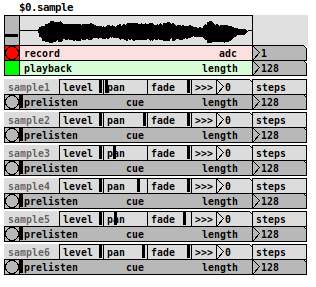 $0.sample
record adc 1
playback length 128
sample1 level pan fade >>> 0 steps
prelisten cue length 128
sample2 level pan fade >>> 0 steps
prelisten cue length 128
sample3 level pan fade >>> 0 steps
prelisten cue length 128
sample4 level pan fade >>> 0 steps
prelisten cue length 128
sample5 level pan fade >>> 0 steps
prelisten cue length 128
sample6 level pan fade >>> 0 steps
prelisten cue length 128